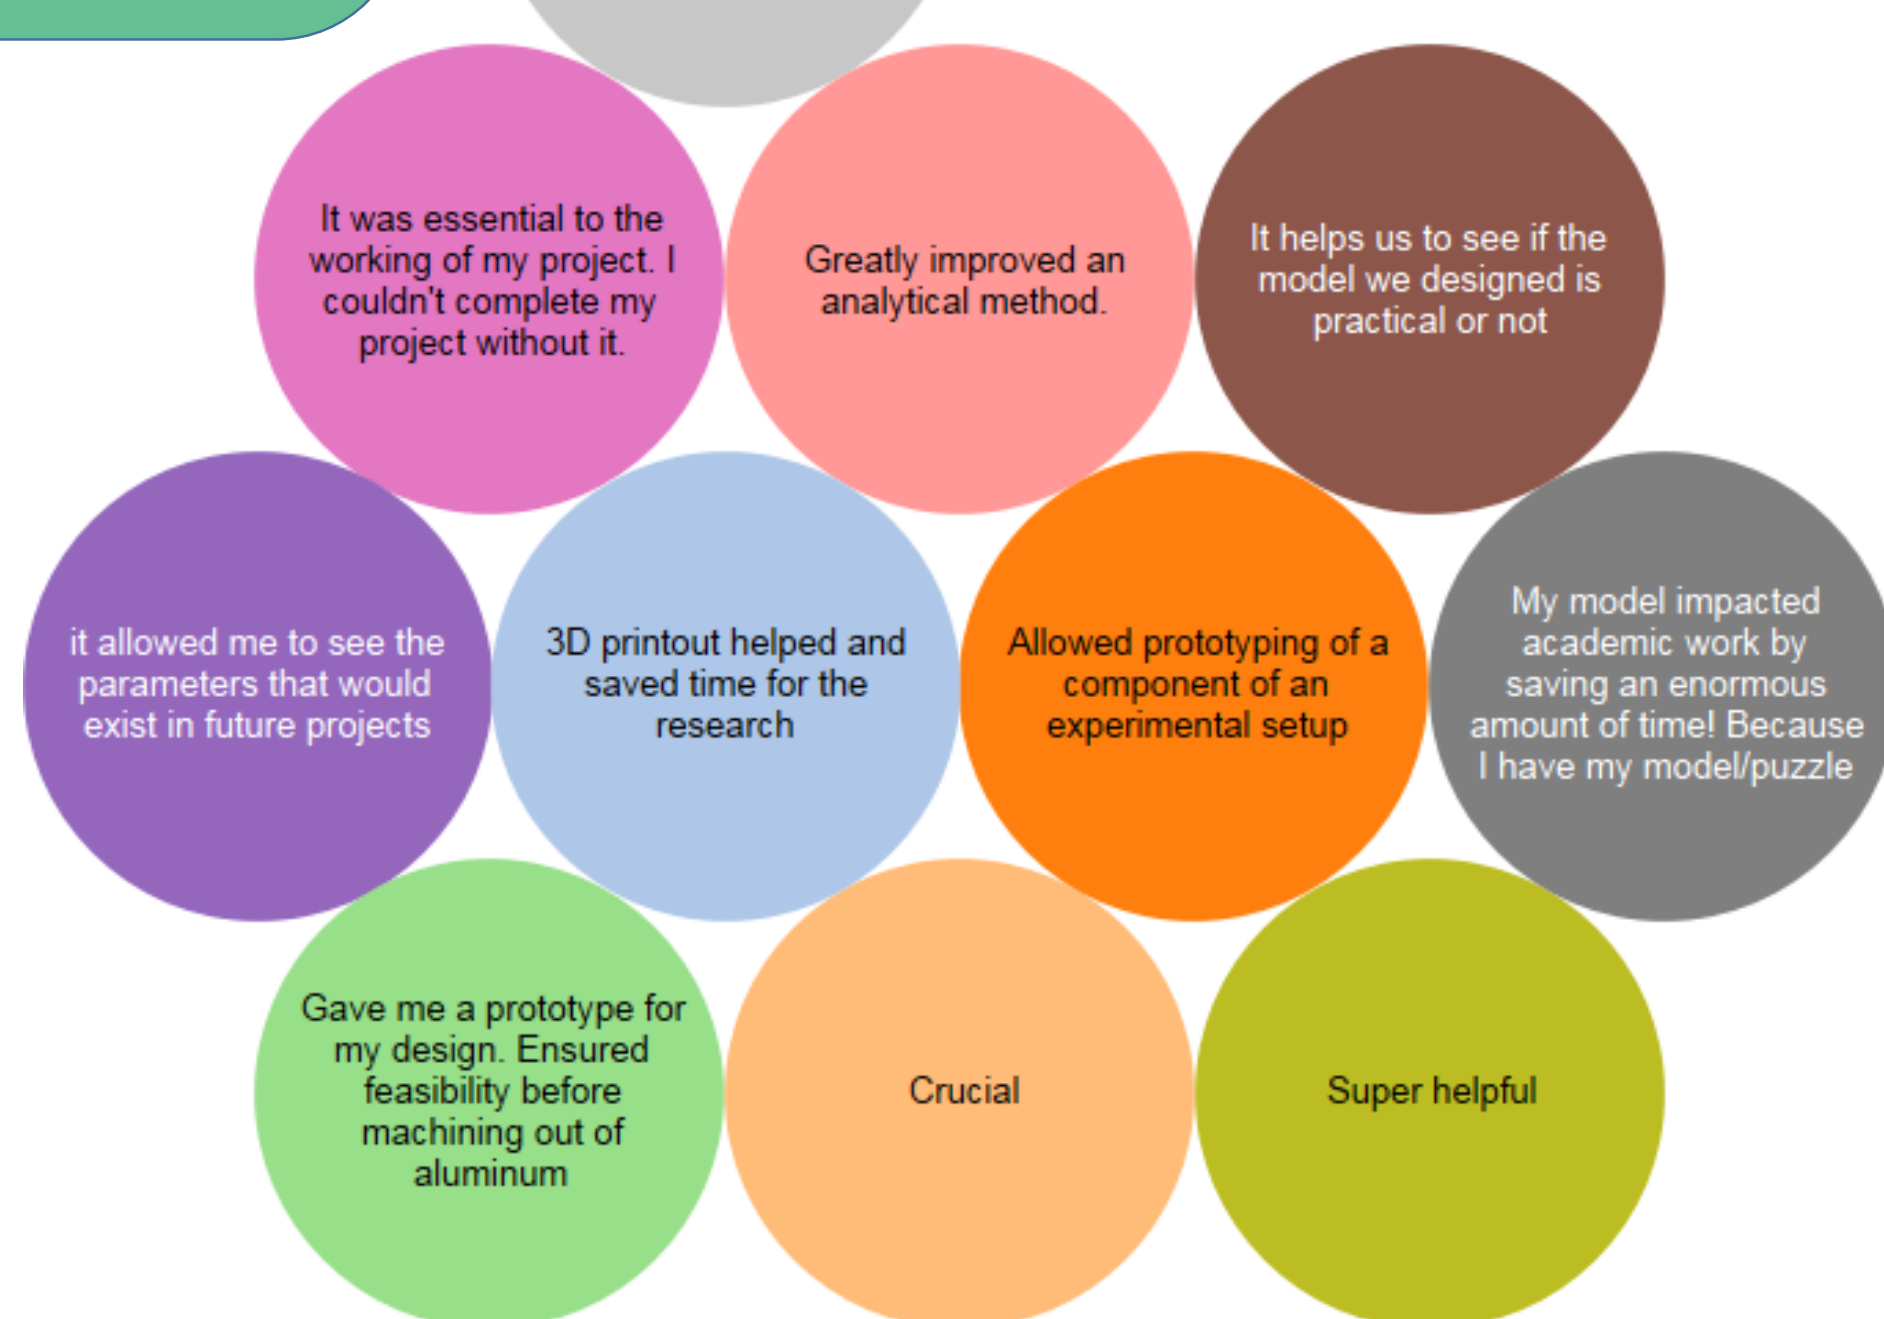 It was essential to the
working of my project. I
couldn't complete my
project without it.
Greatly improved an
analytical method.
It helps us to see if the
model we designed is
practical or not
it allowed me to see the
parameters that would
exist in future projects
3D printout helped and
saved time for the
research
Allowed prototyping of a
component of an
experimental setup
My model impacted
academic work by
saving an enormous
amount of time! Because
I have my model/puzzle
Gave me a prototype for
my design. Ensured
feasibility before
machining out of
aluminum
Crucial
Super helpful